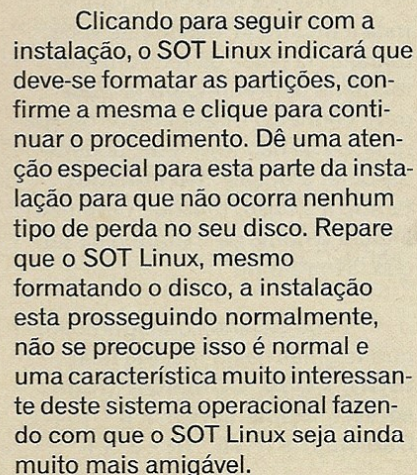 Clicando para seguir com a
instalação, o SOT Linux indicará que
deve-se formatar as partições, con-
firme a mesma e clique para conti-
nuar o procedimento. Dê uma aten-
ção especial para esta parte da insta-
lação para que não ocorra nenhum
tipo de perda no seu disco. Repare
que o SOT Linux, mesmo
formatando o disco, a instalação
esta prosseguindo normalmente,
não se preocupe isso é normal e
uma característica muito interessan-
te deste sistema operacional fazen-
do com que o SOT Linux seja ainda
muito mais amigável.